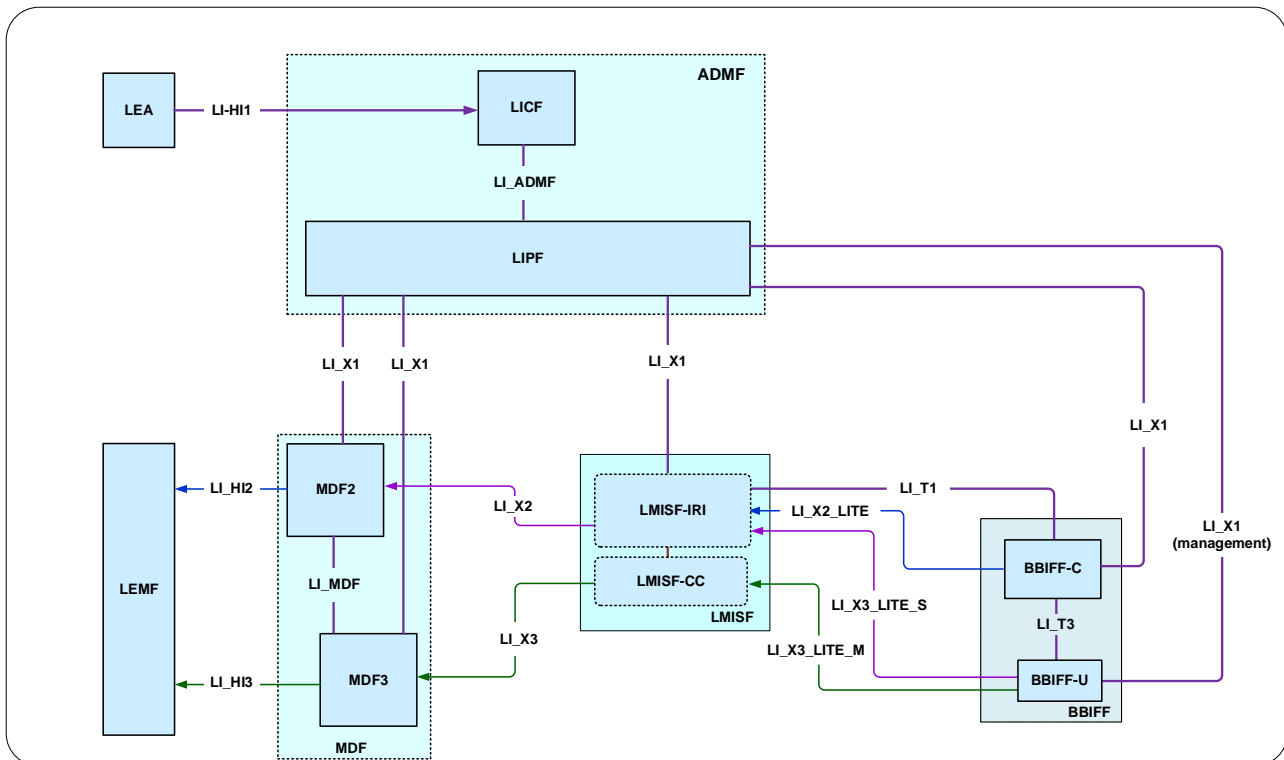 ADMF
LEA
LI-HI1
LICF
LI_ADMF
LIPF
LI_X1
LI_X1
LI_X1
LI_X1
LI_X1
(management)
MDF2
LI_HI2
LI_X2
LMISF-IRI
LI_T1
LI_X2_LITE
BBIFF-C
LEMF
LI_MDF
LMISF-CC
LMISF
LI_X3_LITE_S
LI_T3
LI_X3
LI_X3_LITE_M
LI_HI3
MDF3
BBIFF-U
BBIFF
MDF